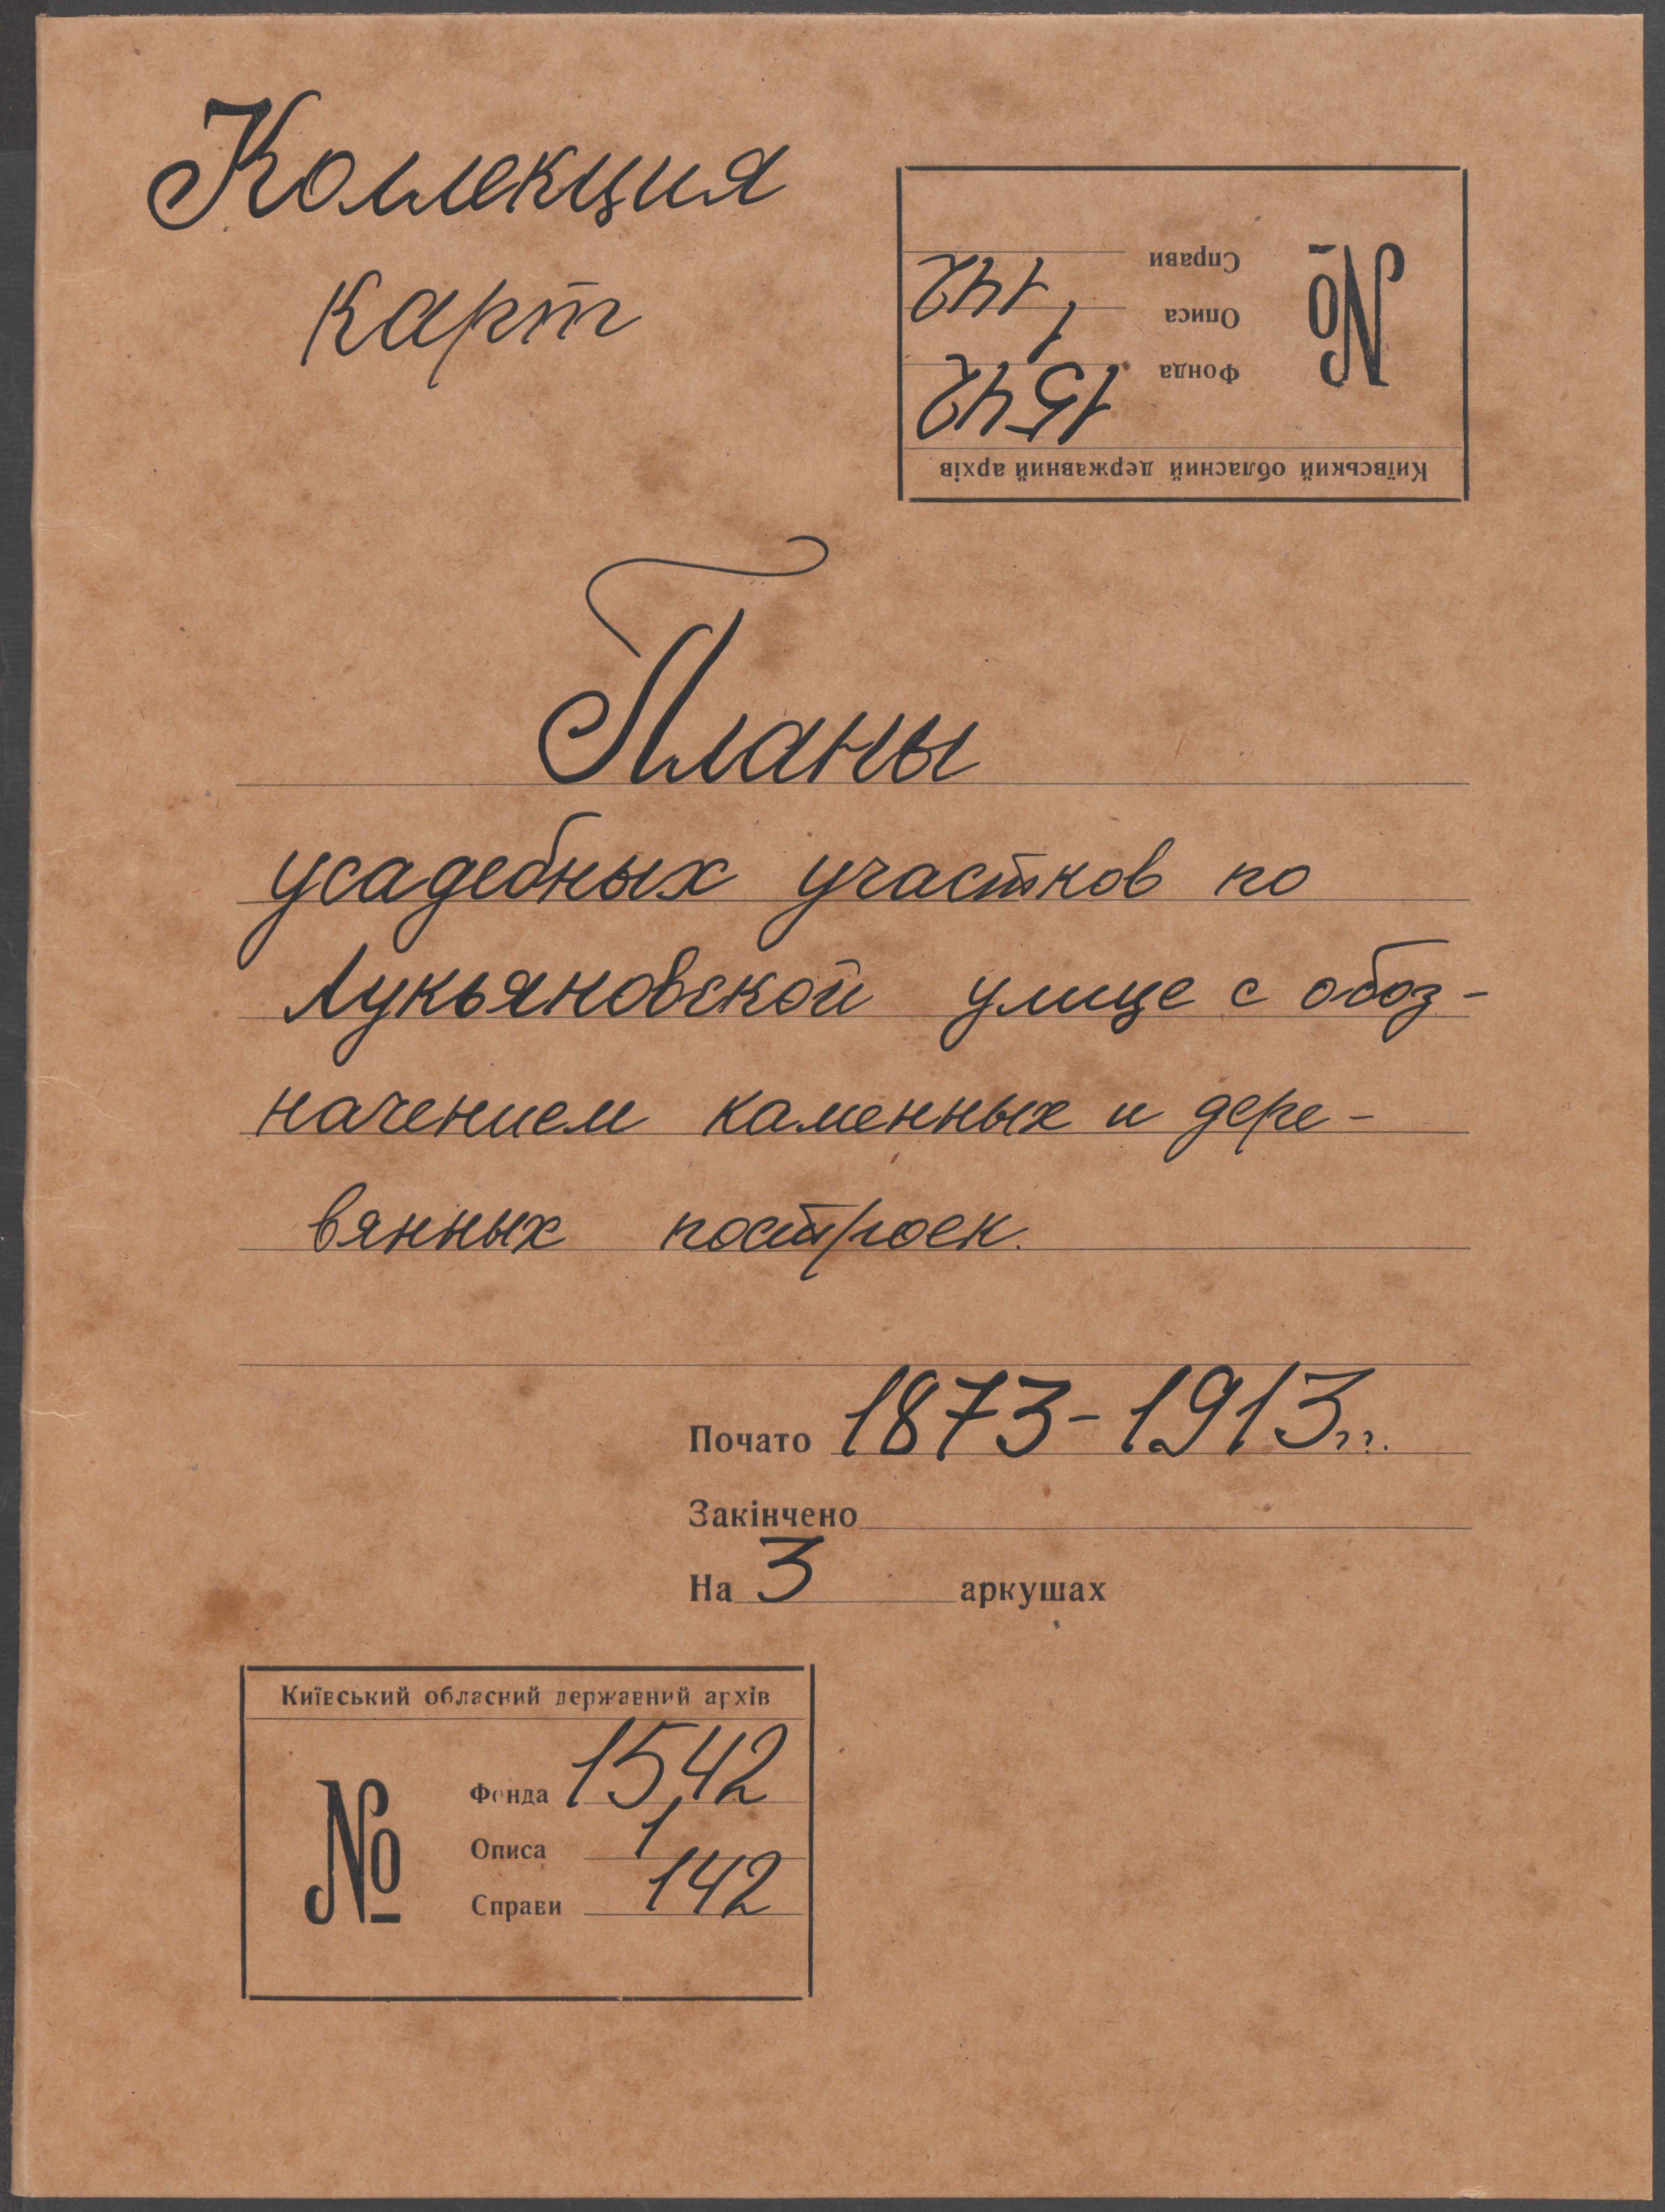 Коллекция
карт
Київський обласний державний архів
№
Фонда 1542
Описа 1
Справи 142
Планы
усадебных участков по
Лукьяновской улице с обоз-
начением каменных и дере-
вянных построек.
Почато 1873-1913гг.
Закінчено
На 3 аркушах
Київський обласний державний архів
№
Фонда 1542
Описа 1
Справи 142